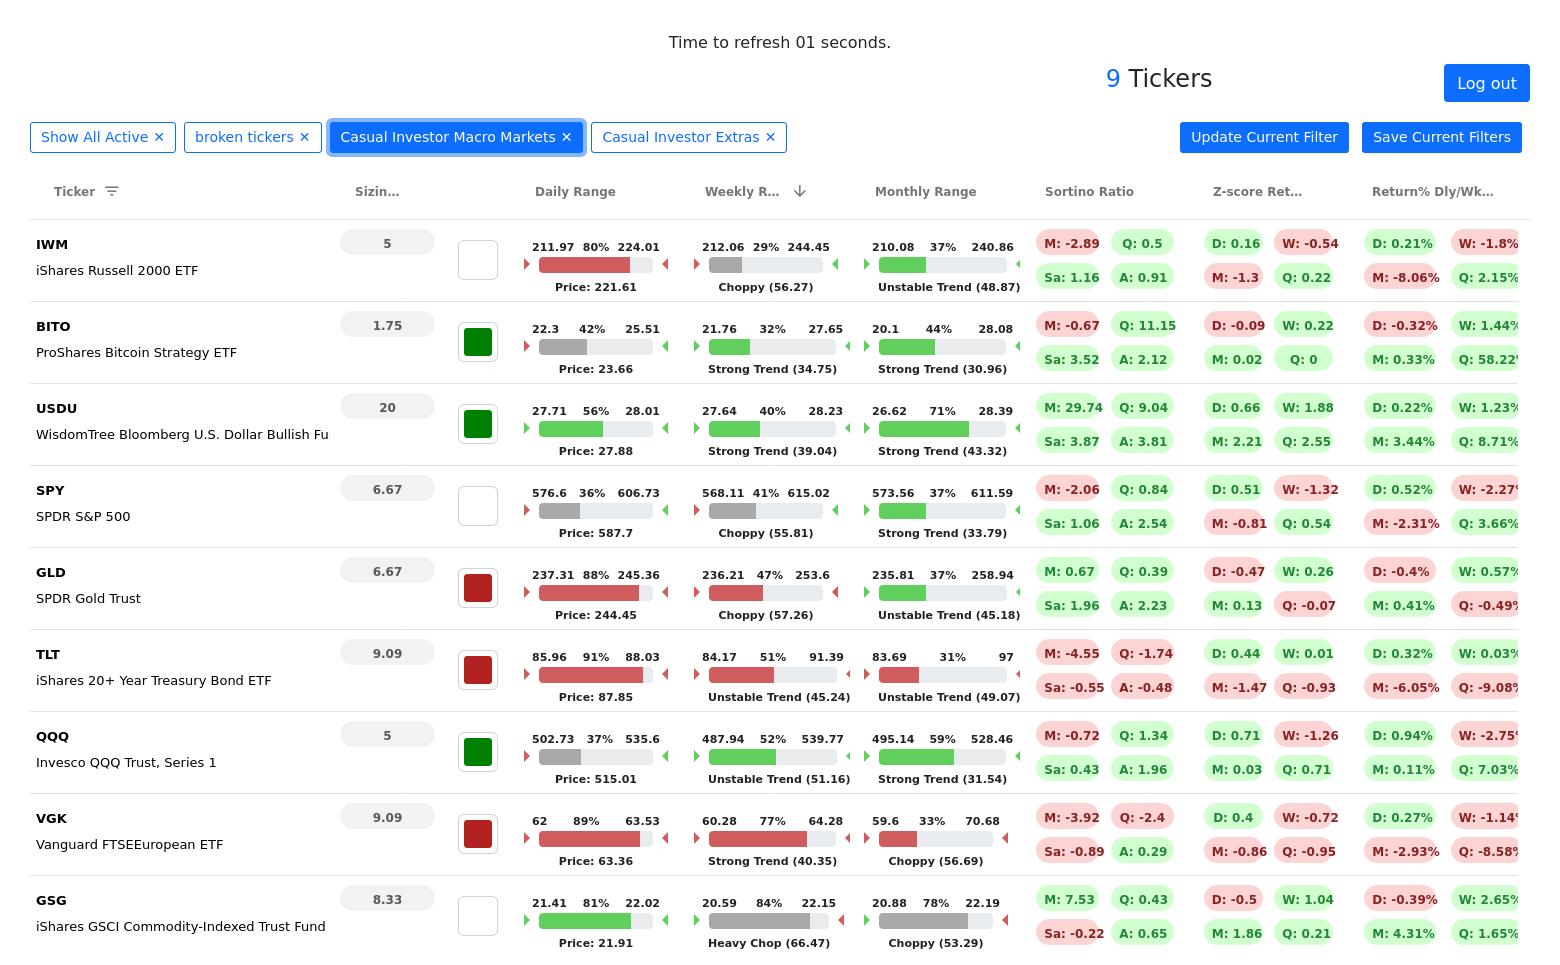 Time to refresh 01 seconds.
9 Tickers
Log out
Show All Active ✕ broken tickers ✕ Casual Investor Macro Markets ✕ Casual Investor Extras ✕ Update Current Filter Save Current Filters
Ticker Sizin... Daily Range Weekly R... Monthly Range Sortino Ratio Z-score Ret... Return% Dly/Wk...
IWM 5 211.97 80% 224.01 212.06 29% 244.45 210.08 37% 240.86 M: -2.89 Q: 0.5 D: 0.16 W: -0.54 D: 0.21% W: -1.8%
iShares Russell 2000 ETF Price: 221.61 Choppy (56.27) Unstable Trend (48.87) Sa: 1.16 A: 0.91 M: -1.3 Q: 0.22 M: -8.06% Q: 2.15%
BITO 1.75 22.3 42% 25.51 21.76 32% 27.65 20.1 44% 28.08 M: -0.67 Q: 11.15 D: -0.09 W: 0.22 D: -0.32% W: 1.44%
ProShares Bitcoin Strategy ETF Price: 23.66 Strong Trend (34.75) Strong Trend (30.96) Sa: 3.52 A: 2.12 M: 0.02 Q: 0 M: 0.33% Q: 58.22%
USDU 20 27.71 56% 28.01 27.64 40% 28.23 26.62 71% 28.39 M: 29.74 Q: 9.04 D: 0.66 W: 1.88 D: 0.22% W: 1.23%
WisdomTree Bloomberg U.S. Dollar Bullish Fu Price: 27.88 Strong Trend (39.04) Strong Trend (43.32) Sa: 3.87 A: 3.81 M: 2.21 Q: 2.55 M: 3.44% Q: 8.71%
SPY 6.67 576.6 36% 606.73 568.11 41% 615.02 573.56 37% 611.59 M: -2.06 Q: 0.84 D: 0.51 W: -1.32 D: 0.52% W: -2.27%
SPDR S&P 500 Price: 587.7 Choppy (55.81) Strong Trend (33.79) Sa: 1.06 A: 2.54 M: -0.81 Q: 0.54 M: -2.31% Q: 3.66%
GLD 6.67 237.31 88% 245.36 236.21 47% 253.6 235.81 37% 258.94 M: 0.67 Q: 0.39 D: -0.47 W: 0.26 D: -0.4% W: 0.57%
SPDR Gold Trust Price: 244.45 Choppy (57.26) Unstable Trend (45.18) Sa: 1.96 A: 2.23 M: 0.13 Q: -0.07 M: 0.41% Q: -0.49%
TLT 9.09 85.96 91% 88.03 84.17 51% 91.39 83.69 31% 97 M: -4.55 Q: -1.74 D: 0.44 W: 0.01 D: 0.32% W: 0.03%
iShares 20+ Year Treasury Bond ETF Price: 87.85 Unstable Trend (45.24) Unstable Trend (49.07) Sa: -0.55 A: -0.48 M: -1.47 Q: -0.93 M: -6.05% Q: -9.08%
QQQ 5 502.73 37% 535.6 487.94 52% 539.77 495.14 59% 528.46 M: -0.72 Q: 1.34 D: 0.71 W: -1.26 D: 0.94% W: -2.75%
Invesco QQQ Trust, Series 1 Price: 515.01 Unstable Trend (51.16) Strong Trend (31.54) Sa: 0.43 A: 1.96 M: 0.03 Q: 0.71 M: 0.11% Q: 7.03%
VGK 9.09 62 89% 63.53 60.28 77% 64.28 59.6 33% 70.68 M: -3.92 Q: -2.4 D: 0.4 W: -0.72 D: 0.27% W: -1.14%
Vanguard FTSEEuropean ETF Price: 63.36 Strong Trend (40.35) Choppy (56.69) Sa: -0.89 A: 0.29 M: -0.86 Q: -0.95 M: -2.93% Q: -8.58%
GSG 8.33 21.41 81% 22.02 20.59 84% 22.15 20.88 78% 22.19 M: 7.53 Q: 0.43 D: -0.5 W: 1.04 D: -0.39% W: 2.65%
iShares GSCI Commodity-Indexed Trust Fund Price: 21.91 Heavy Chop (66.47) Choppy (53.29) Sa: -0.22 A: 0.65 M: 1.86 Q: 0.21 M: 4.31% Q: 1.65%